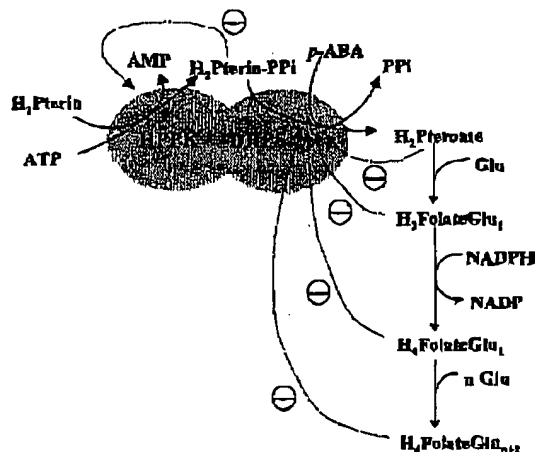 ⊖
AMP
H₂Pterin-PPi
p-ABA
PPi
H₂Pterin
ATP
H₂Pteroate
⊖
Glu
⊖
H₂FolateGlu₁
NADPH
⊖
NADP
H₄FolateGlu₁
n Glu
⊖
H₄FolateGluₙ₊₁